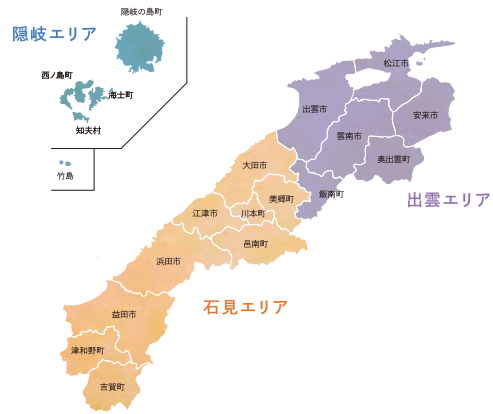 隠岐の島町
隠岐エリア
西ノ島町
海士町
知夫村
竹島
松江市
出雲市
安来市
雲南市
奥出雲町
飯南町
出雲エリア
大田市
美郷町
江津市
川本町
邑南町
浜田市
石見エリア
益田市
津和野町
吉賀町